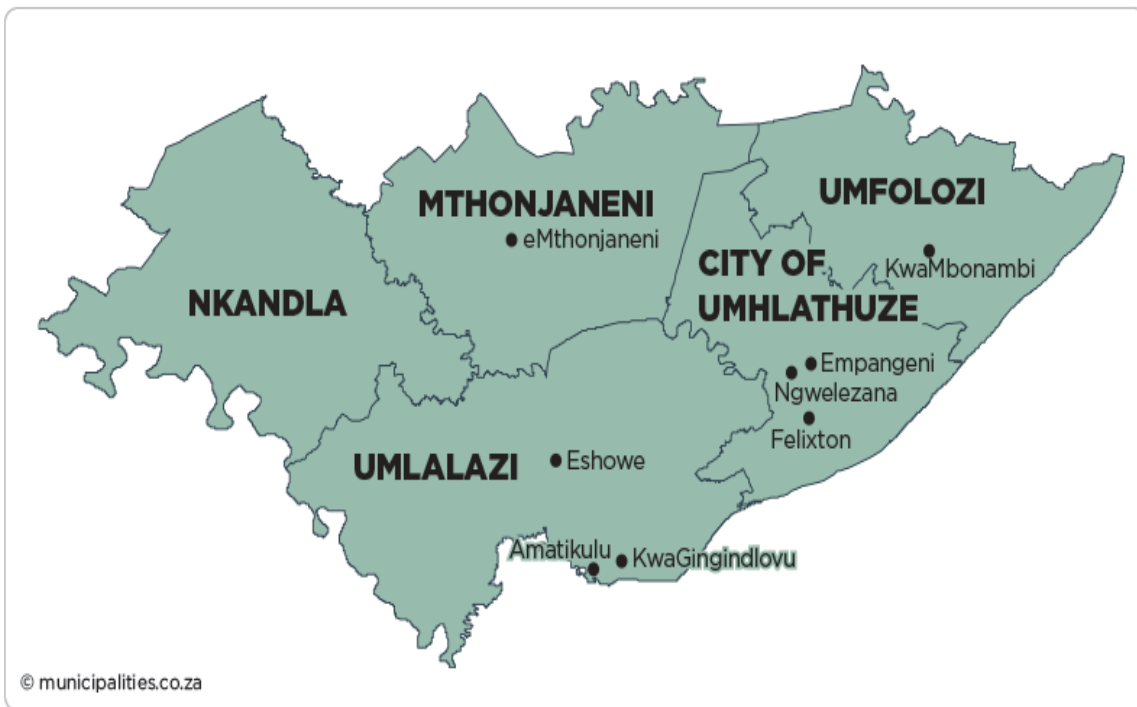 MTHONJANENI
eMthonjaneni
UMFOLOZI
KwaMbonambi
NKANDLA
CITY OF
UMHLATHUZE
Empangeni
Ngwelezana
Felixton
UMLALAZI
Eshowe
Amatikulu
KwaGingindlovu
© municipalities.co.za